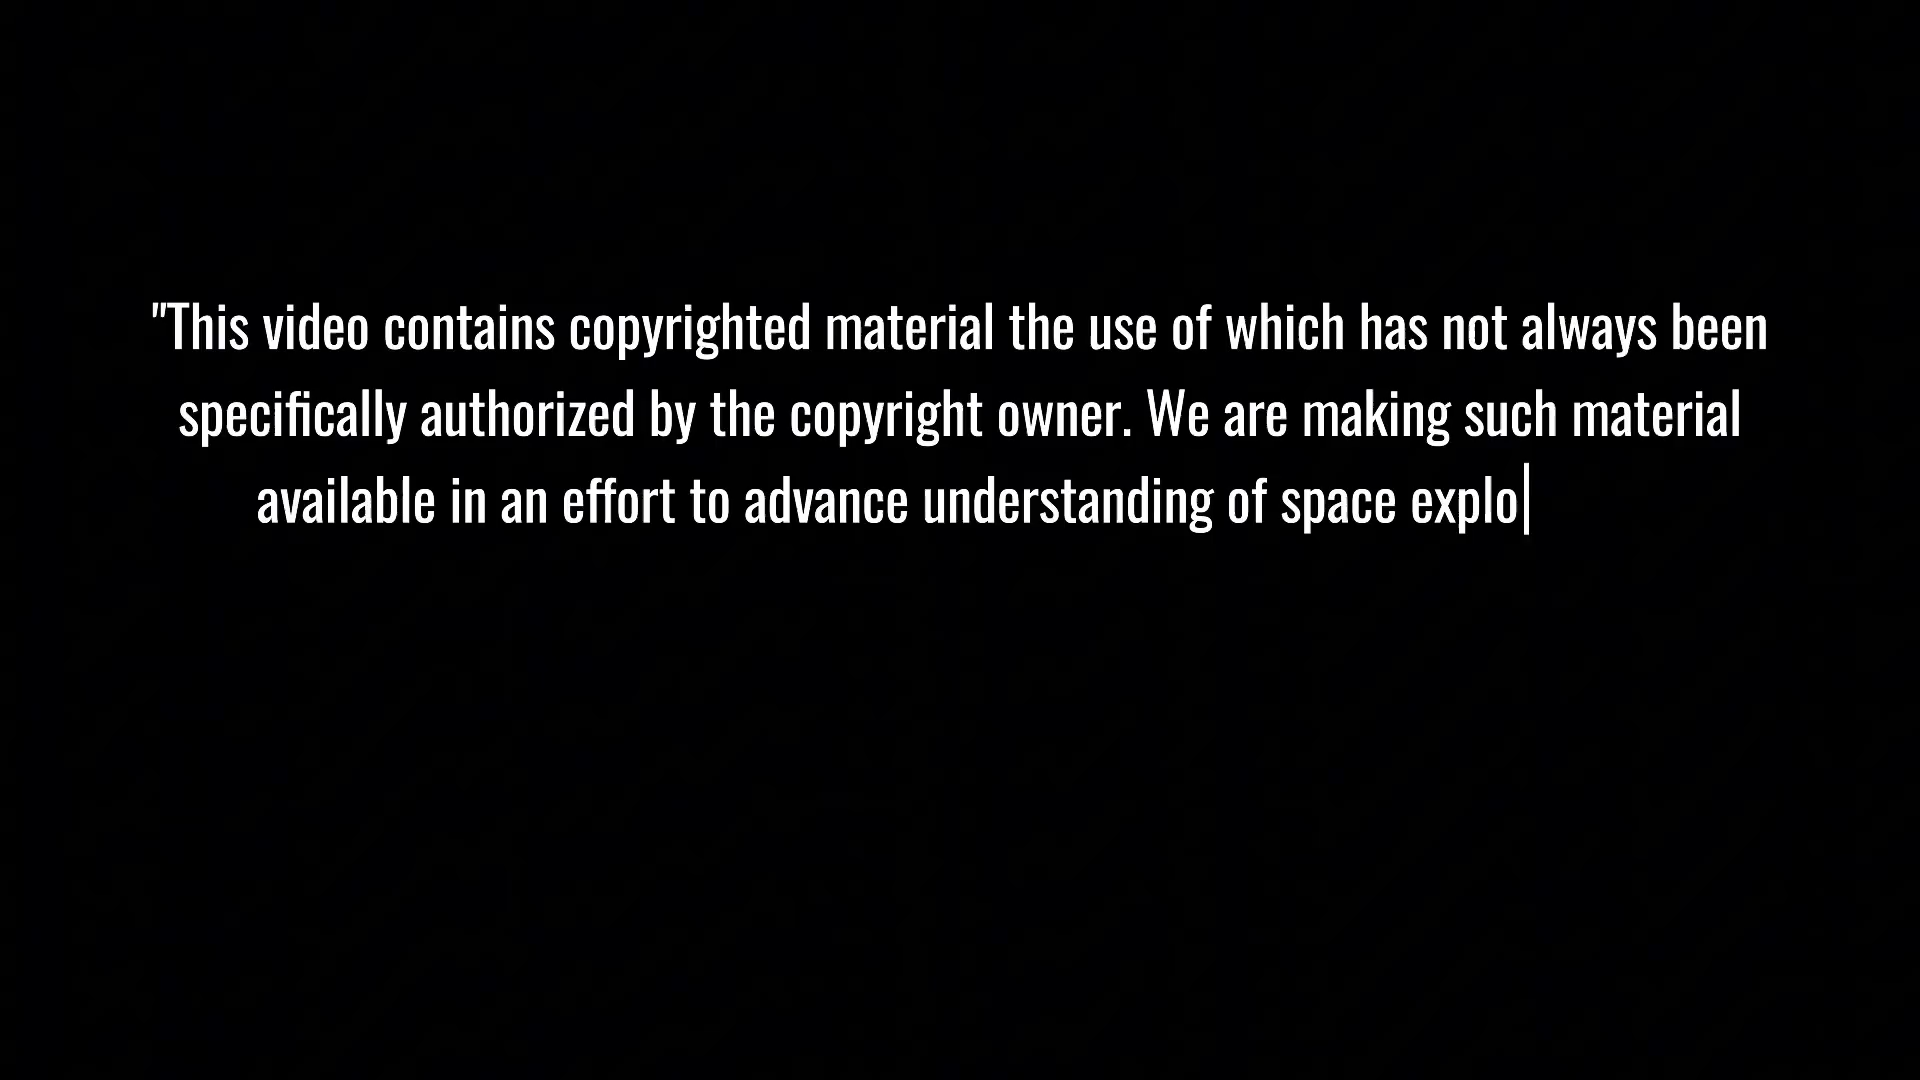 "This video contains copyrighted material the use of which has not always been
specifically authorized by the copyright owner. We are making such material
available in an effort to advance understanding of space explo